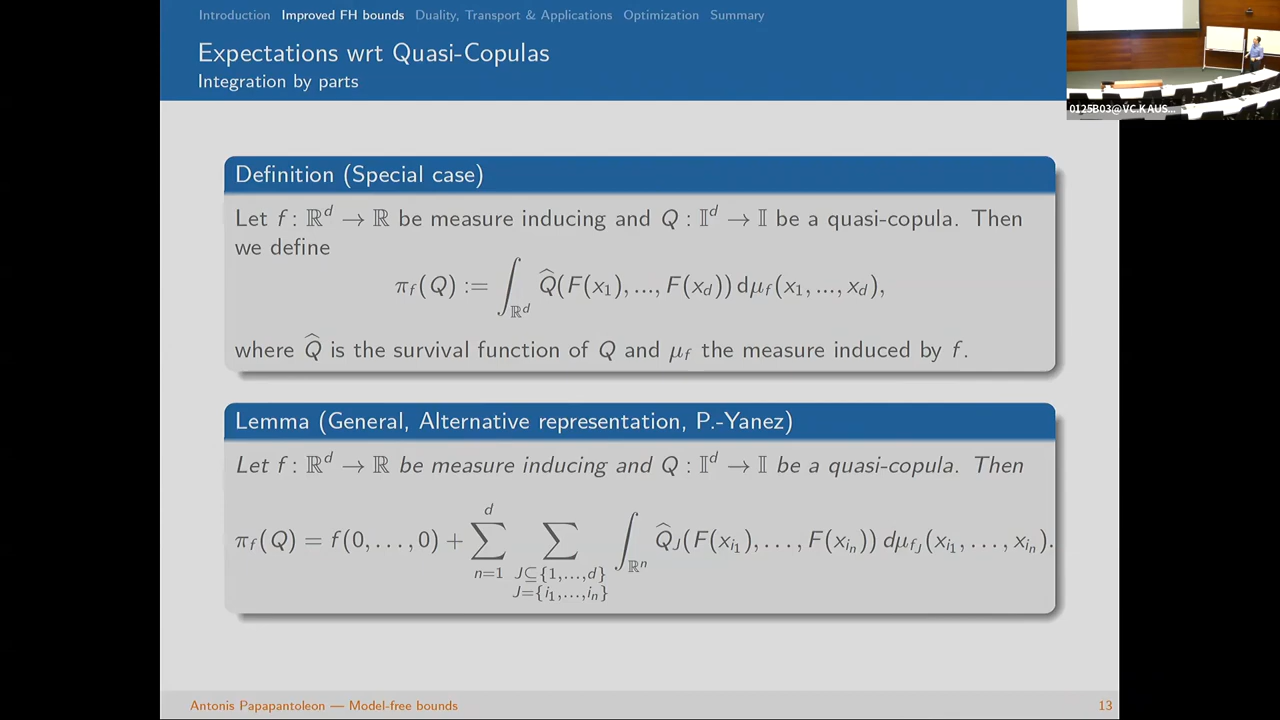 Introduction Improved FH bounds Duality, Transport & Applications Optimization Summary
Expectations wrt Quasi-Copulas
Integration by parts
0125B03@VC.KAUS...
Definition (Special case)
Let f : ℝᵈ → ℝ be measure inducing and Q : 𝕀ᵈ → 𝕀 be a quasi-copula. Then
we define
π_f(Q) := ∫_{ℝᵈ} Q̂(F(x₁), ..., F(x_d)) dμ_f(x₁, ..., x_d),
where Q̂ is the survival function of Q and μ_f the measure induced by f.
Lemma (General, Alternative representation, P.-Yanez)
Let f : ℝᵈ → ℝ be measure inducing and Q : 𝕀ᵈ → 𝕀 be a quasi-copula. Then
π_f(Q) = f(0, . . . , 0) + ∑_{n=1}^{d} ∑_{J⊆{1,...,d} J={i₁,...,i_n}} ∫_{ℝⁿ} Q̂_J(F(x_{i₁}), . . . , F(x_{i_n})) dμ_{f_J}(x_{i₁}, . . . , x_{i_n}).
Antonis Papapantoleon — Model-free bounds
13